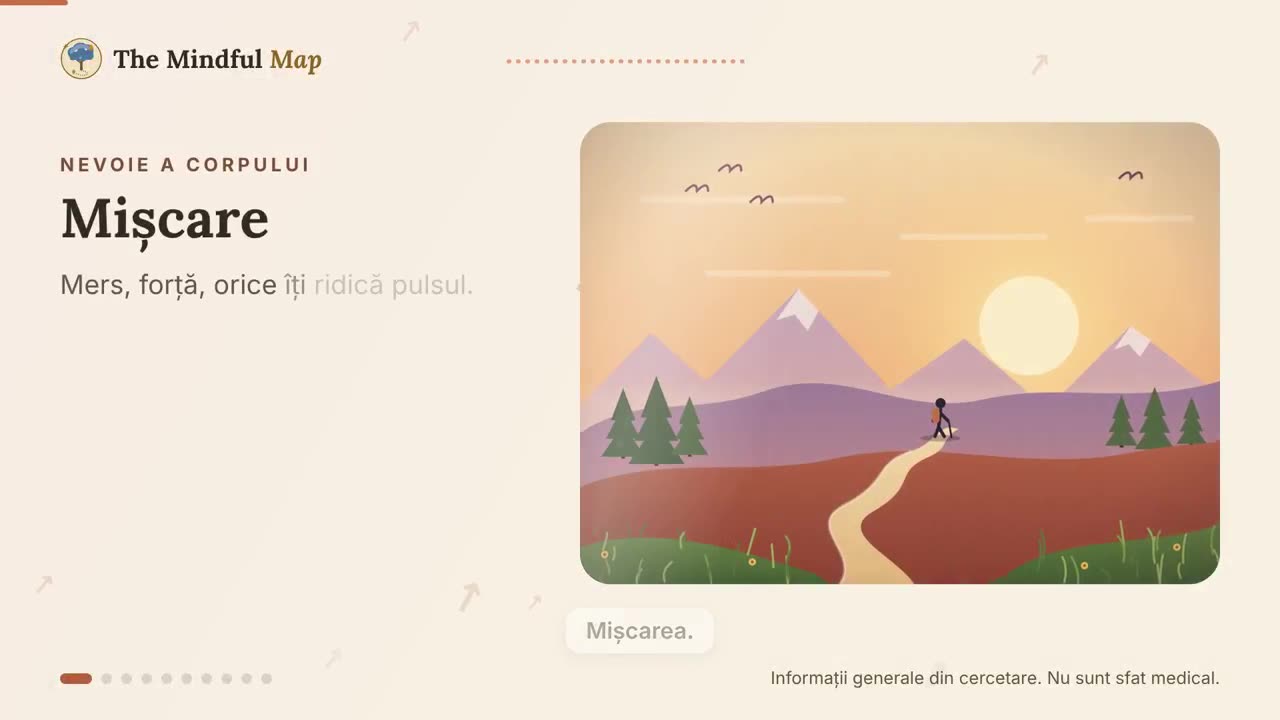 The Mindful Map
NEVOIE A CORPULUI
Mișcare
Mers, forță, orice îți ridică pulsul.
Mișcarea.
Informații generale din cercetare. Nu sunt sfat medical.